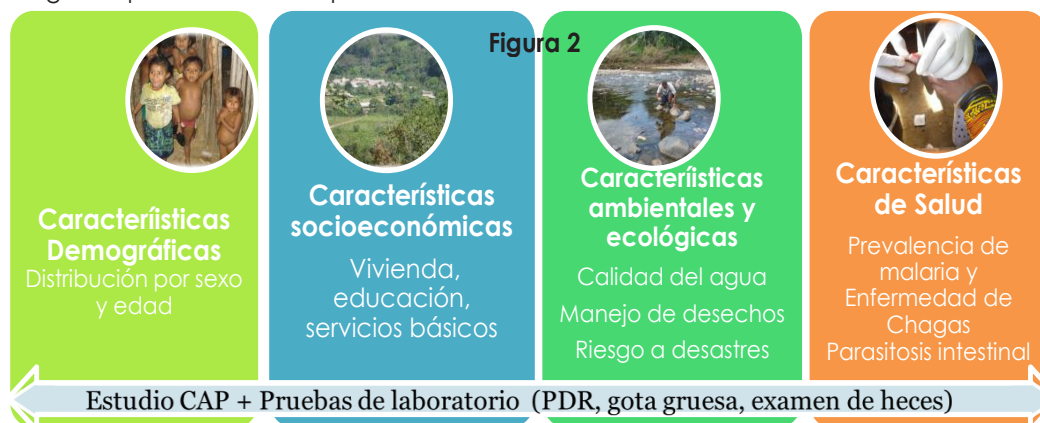 Figura 2
Caracteríisticas
Demográficas
Distribución por sexo
y edad
Características
socioeconómicas
Vivienda,
educación,
servicios básicos
Caracteríisticas
ambientales y
ecológicas
Calidad del agua
Manejo de desechos
Riesgo a desastres
Características
de Salud
Prevalencia de
malaria y
Enfermedad de
Chagas
Parasitosis intestinal
Estudio CAP + Pruebas de laboratorio (PDR, gota gruesa, examen de heces)